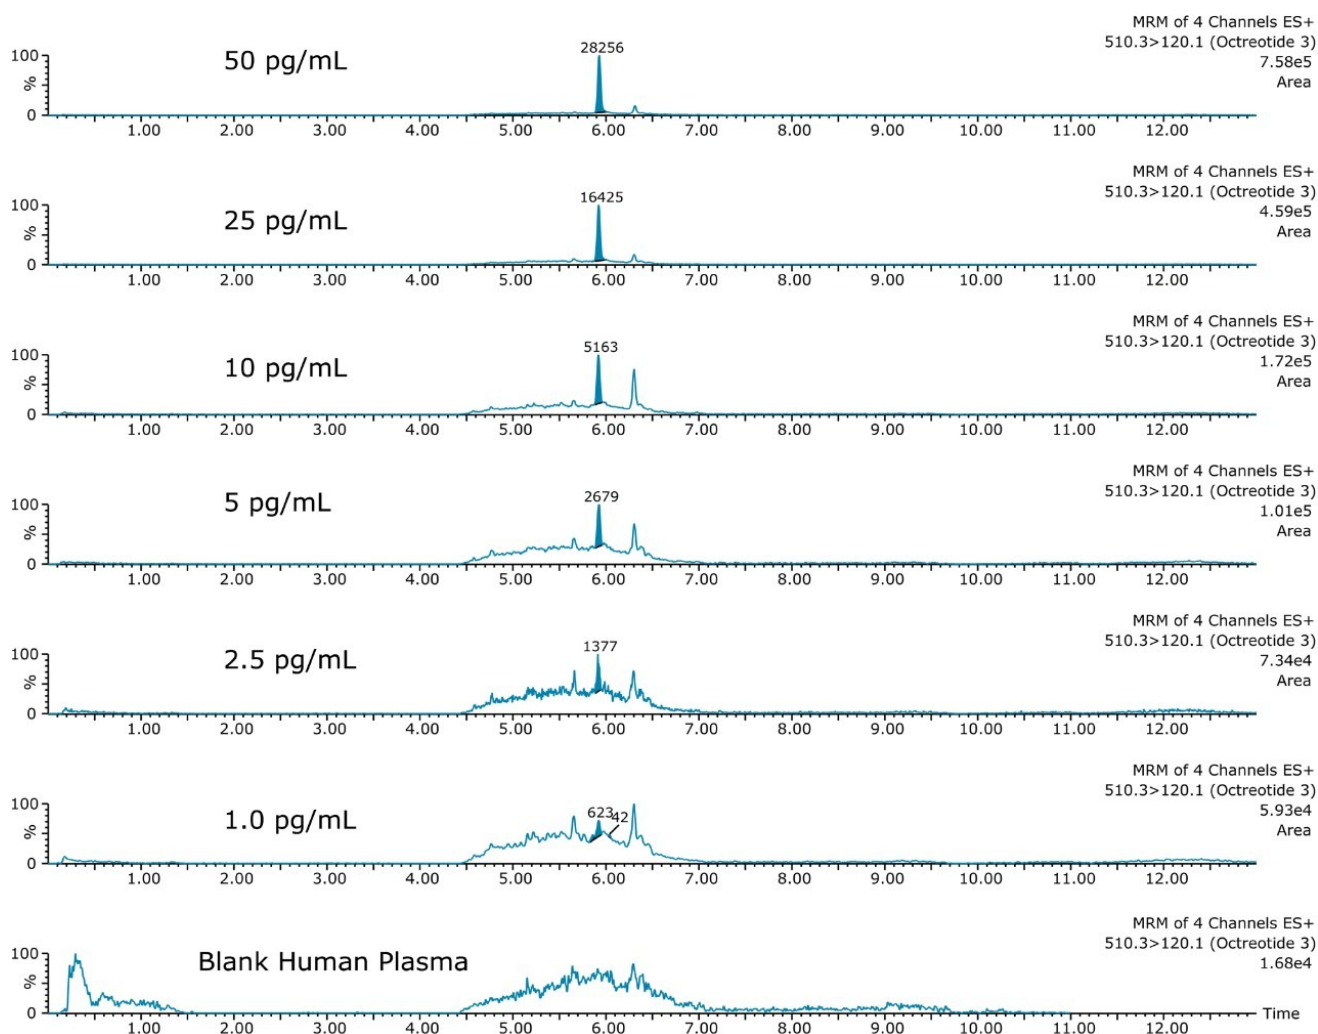 MRM of 4 Channels ES+
510.3>120.1 (Octreotide 3)
7.58e5
Area
50 pg/mL
28256
100
%
0
1.00 2.00 3.00 4.00 5.00 6.00 7.00 8.00 9.00 10.00 11.00 12.00
MRM of 4 Channels ES+
510.3>120.1 (Octreotide 3)
4.59e5
Area
25 pg/mL
16425
100
%
0
1.00 2.00 3.00 4.00 5.00 6.00 7.00 8.00 9.00 10.00 11.00 12.00
MRM of 4 Channels ES+
510.3>120.1 (Octreotide 3)
1.72e5
Area
10 pg/mL
5163
100
%
0
1.00 2.00 3.00 4.00 5.00 6.00 7.00 8.00 9.00 10.00 11.00 12.00
MRM of 4 Channels ES+
510.3>120.1 (Octreotide 3)
1.01e5
Area
5 pg/mL
2679
100
%
0
1.00 2.00 3.00 4.00 5.00 6.00 7.00 8.00 9.00 10.00 11.00 12.00
MRM of 4 Channels ES+
510.3>120.1 (Octreotide 3)
7.34e4
Area
2.5 pg/mL
1377
100
%
0
1.00 2.00 3.00 4.00 5.00 6.00 7.00 8.00 9.00 10.00 11.00 12.00
MRM of 4 Channels ES+
510.3>120.1 (Octreotide 3)
5.93e4
Area
1.0 pg/mL
623 42
100
%
0
1.00 2.00 3.00 4.00 5.00 6.00 7.00 8.00 9.00 10.00 11.00 12.00
MRM of 4 Channels ES+
510.3>120.1 (Octreotide 3)
1.68e4
Blank Human Plasma
100
%
0
Time
1.00 2.00 3.00 4.00 5.00 6.00 7.00 8.00 9.00 10.00 11.00 12.00